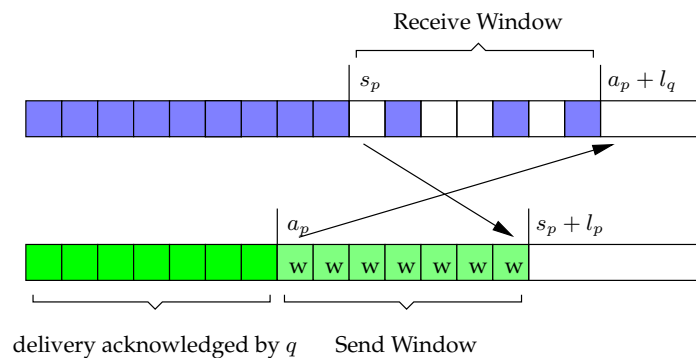 Receive Window
s_p
a_p + l_q
a_p
s_p + l_p
w w w w w w w
delivery acknowledged by q
Send Window